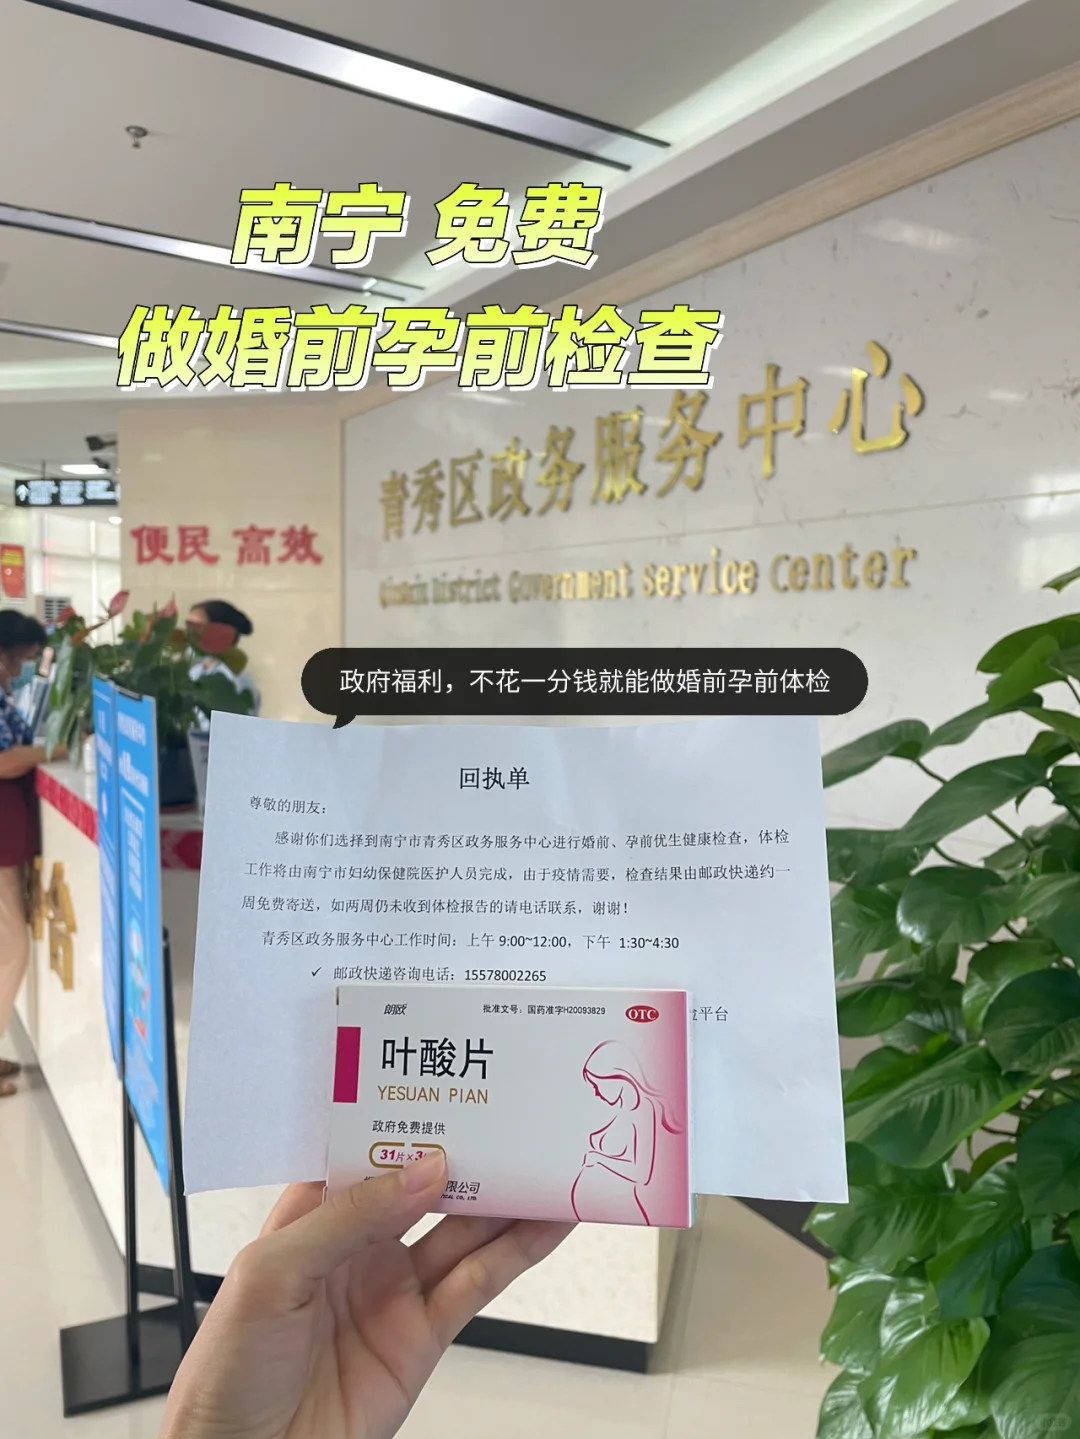 南宁 免费
做婚前孕前检查
青秀区政务服务中心
Qingxiu District Government Service Center
便民 高效
政府福利，不花一分钱就能做婚前孕前体检
回执单
尊敬的朋友：
感谢你们选择到南宁市青秀区政务服务中心进行婚前、孕前优生健康检查，体检
工作将由南宁市妇幼保健院医护人员完成，由于疫情需要，检查结果由邮政快递约一
周免费寄送，如两周仍未收到体检报告的请电话联系，谢谢！
青秀区政务服务中心工作时间：上午 9:00~12:00，下午 1:30~4:30
✓ 邮政快递咨询电话：15578002265
平台
朗欧
批准文号：国药准字H20093829
OTC
叶酸片
YESUAN PIAN
政府免费提供
31片×3
限公司